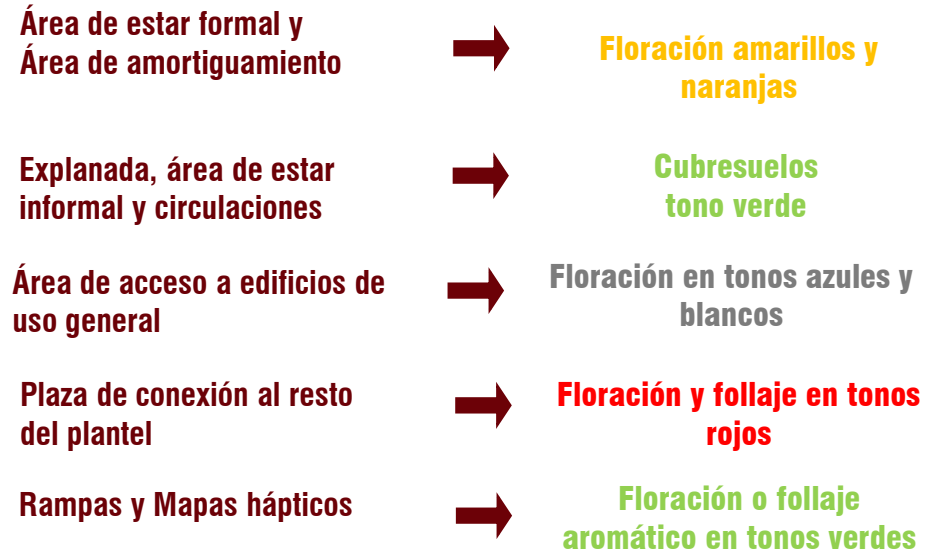 Área de estar formal y
Área de amortiguamiento
Floración amarillos y
naranjas
Explanada, área de estar
informal y circulaciones
Cubresuelos
tono verde
Área de acceso a edificios de
uso general
Floración en tonos azules y
blancos
Plaza de conexión al resto
del plantel
Floración y follaje en tonos
rojos
Rampas y Mapas hápticos
Floración o follaje
aromático en tonos verdes